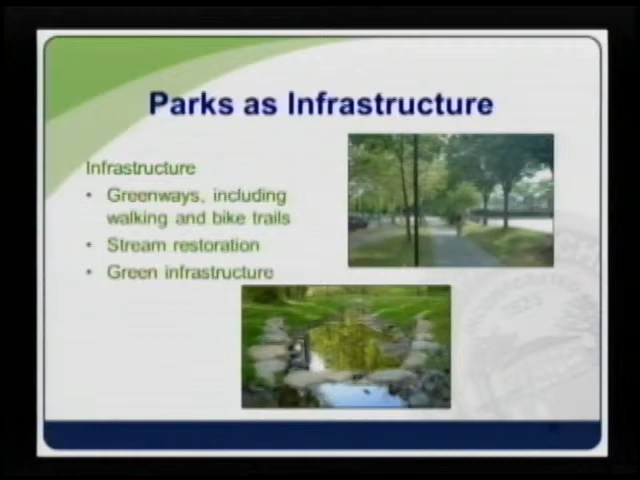 Parks as Infrastructure
Infrastructure
• Greenways, including
walking and bike trails
• Stream restoration
• Green infrastructure